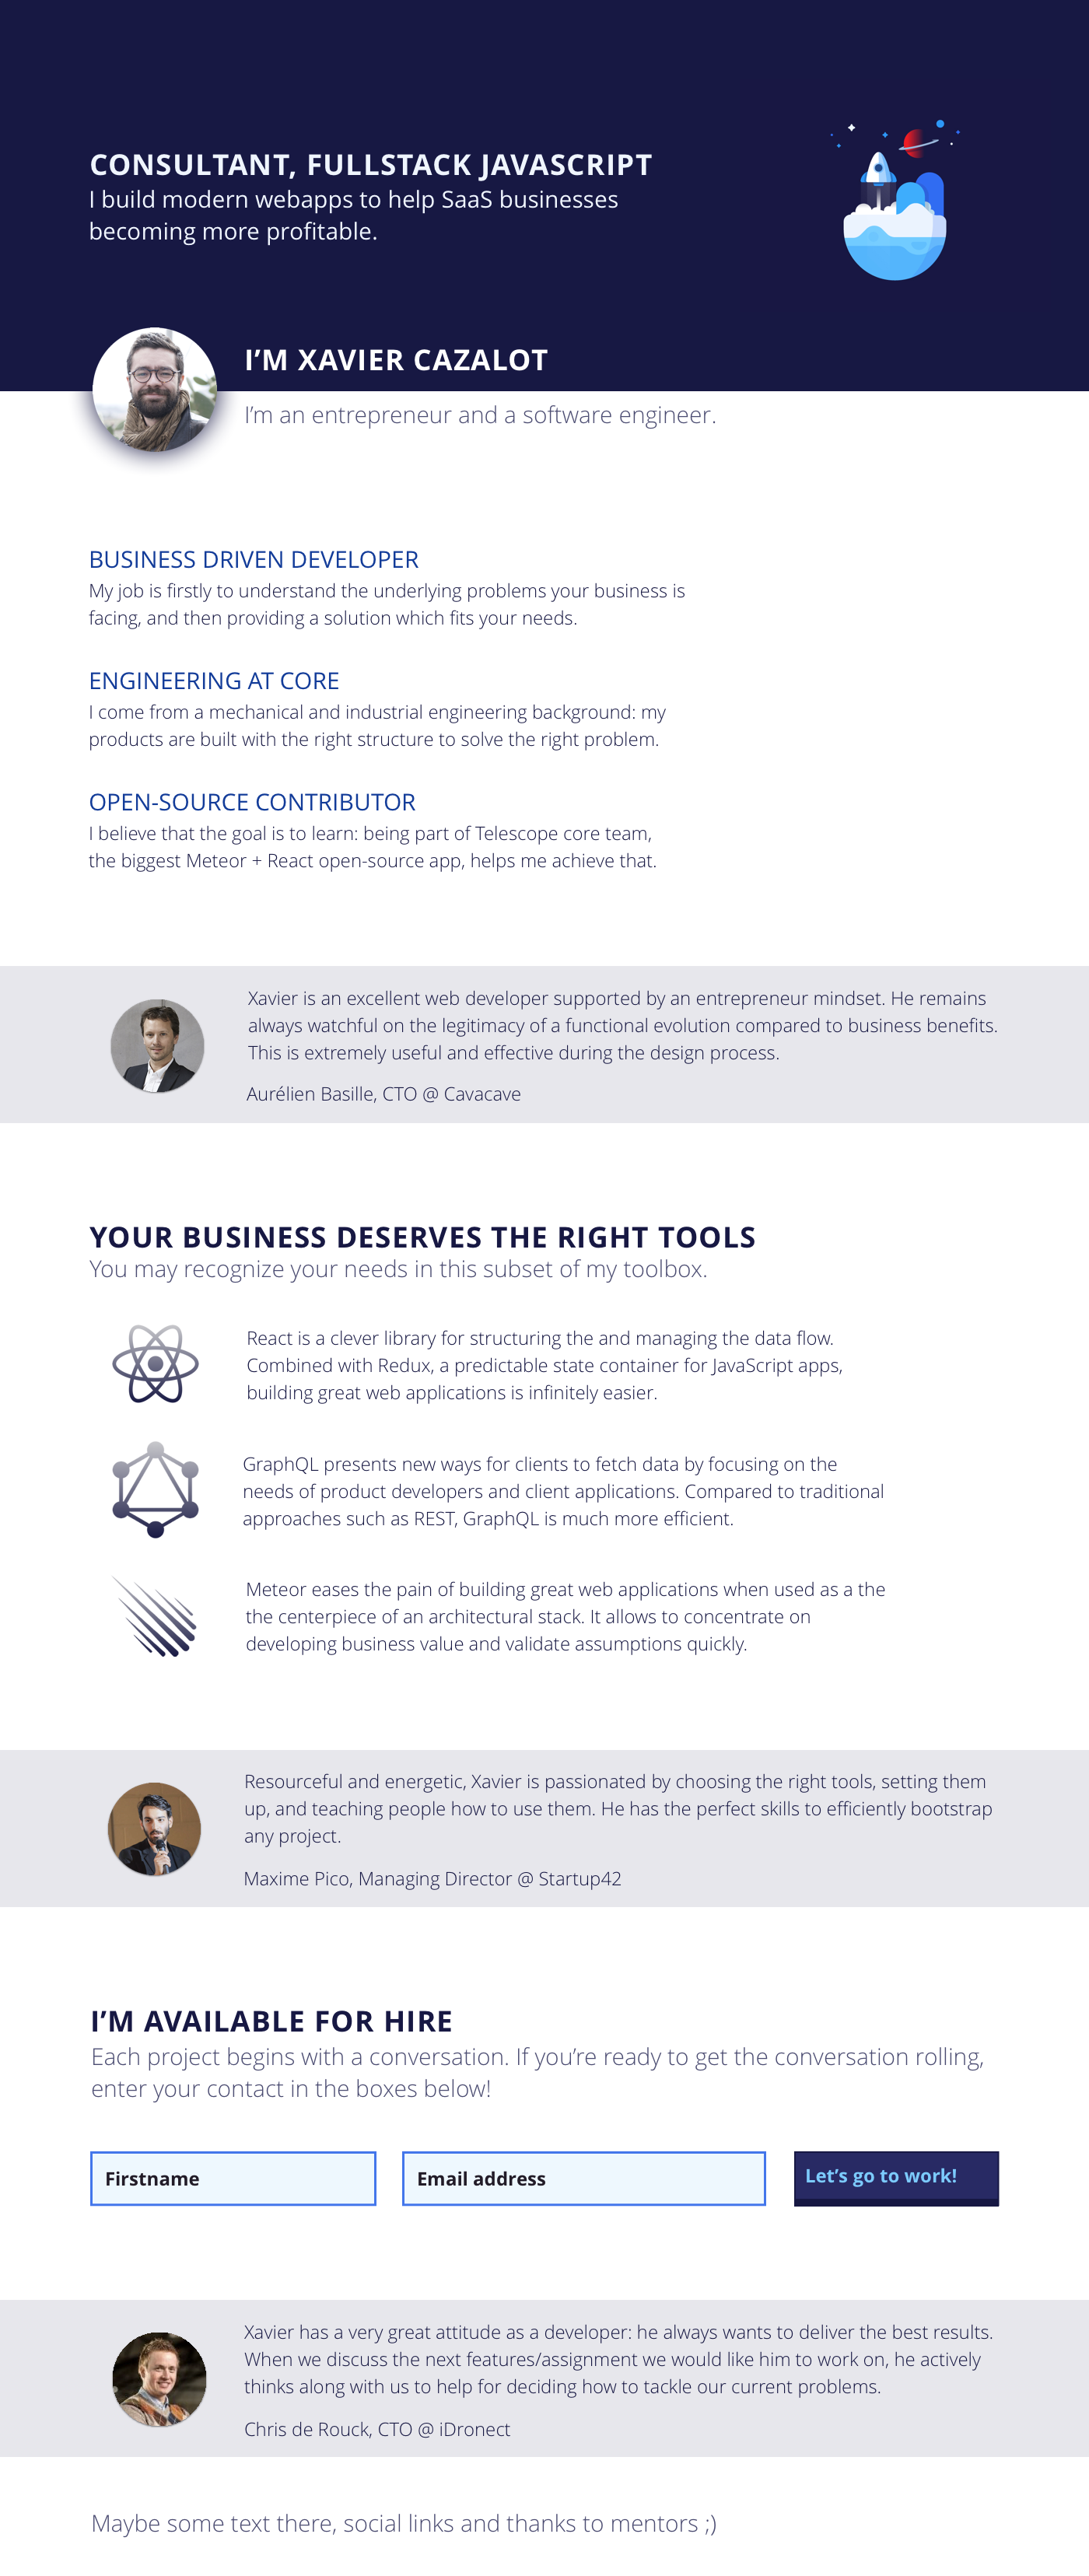 CONSULTANT, FULLSTACK JAVASCRIPT
I build modern webapps to help SaaS businesses
becoming more profitable.
I’M XAVIER CAZALOT
I’m an entrepreneur and a software engineer.
BUSINESS DRIVEN DEVELOPER
My job is firstly to understand the underlying problems your business is
facing, and then providing a solution which fits your needs.
ENGINEERING AT CORE
I come from a mechanical and industrial engineering background: my
products are built with the right structure to solve the right problem.
OPEN-SOURCE CONTRIBUTOR
I believe that the goal is to learn: being part of Telescope core team,
the biggest Meteor + React open-source app, helps me achieve that.
Xavier is an excellent web developer supported by an entrepreneur mindset. He remains
always watchful on the legitimacy of a functional evolution compared to business benefits.
This is extremely useful and effective during the design process.
Aurélien Basille, CTO @ Cavacave
YOUR BUSINESS DESERVES THE RIGHT TOOLS
You may recognize your needs in this subset of my toolbox.
React is a clever library for structuring the and managing the data flow.
Combined with Redux, a predictable state container for JavaScript apps,
building great web applications is infinitely easier.
GraphQL presents new ways for clients to fetch data by focusing on the
needs of product developers and client applications. Compared to traditional
approaches such as REST, GraphQL is much more efficient.
Meteor eases the pain of building great web applications when used as a the
the centerpiece of an architectural stack. It allows to concentrate on
developing business value and validate assumptions quickly.
Resourceful and energetic, Xavier is passionated by choosing the right tools, setting them
up, and teaching people how to use them. He has the perfect skills to efficiently bootstrap
any project.
Maxime Pico, Managing Director @ Startup42
I’M AVAILABLE FOR HIRE
Each project begins with a conversation. If you’re ready to get the conversation rolling,
enter your contact in the boxes below!
Firstname
Email address
Let’s go to work!
Xavier has a very great attitude as a developer: he always wants to deliver the best results.
When we discuss the next features/assignment we would like him to work on, he actively
thinks along with us to help for deciding how to tackle our current problems.
Chris de Rouck, CTO @ iDronect
Maybe some text there, social links and thanks to mentors ;)